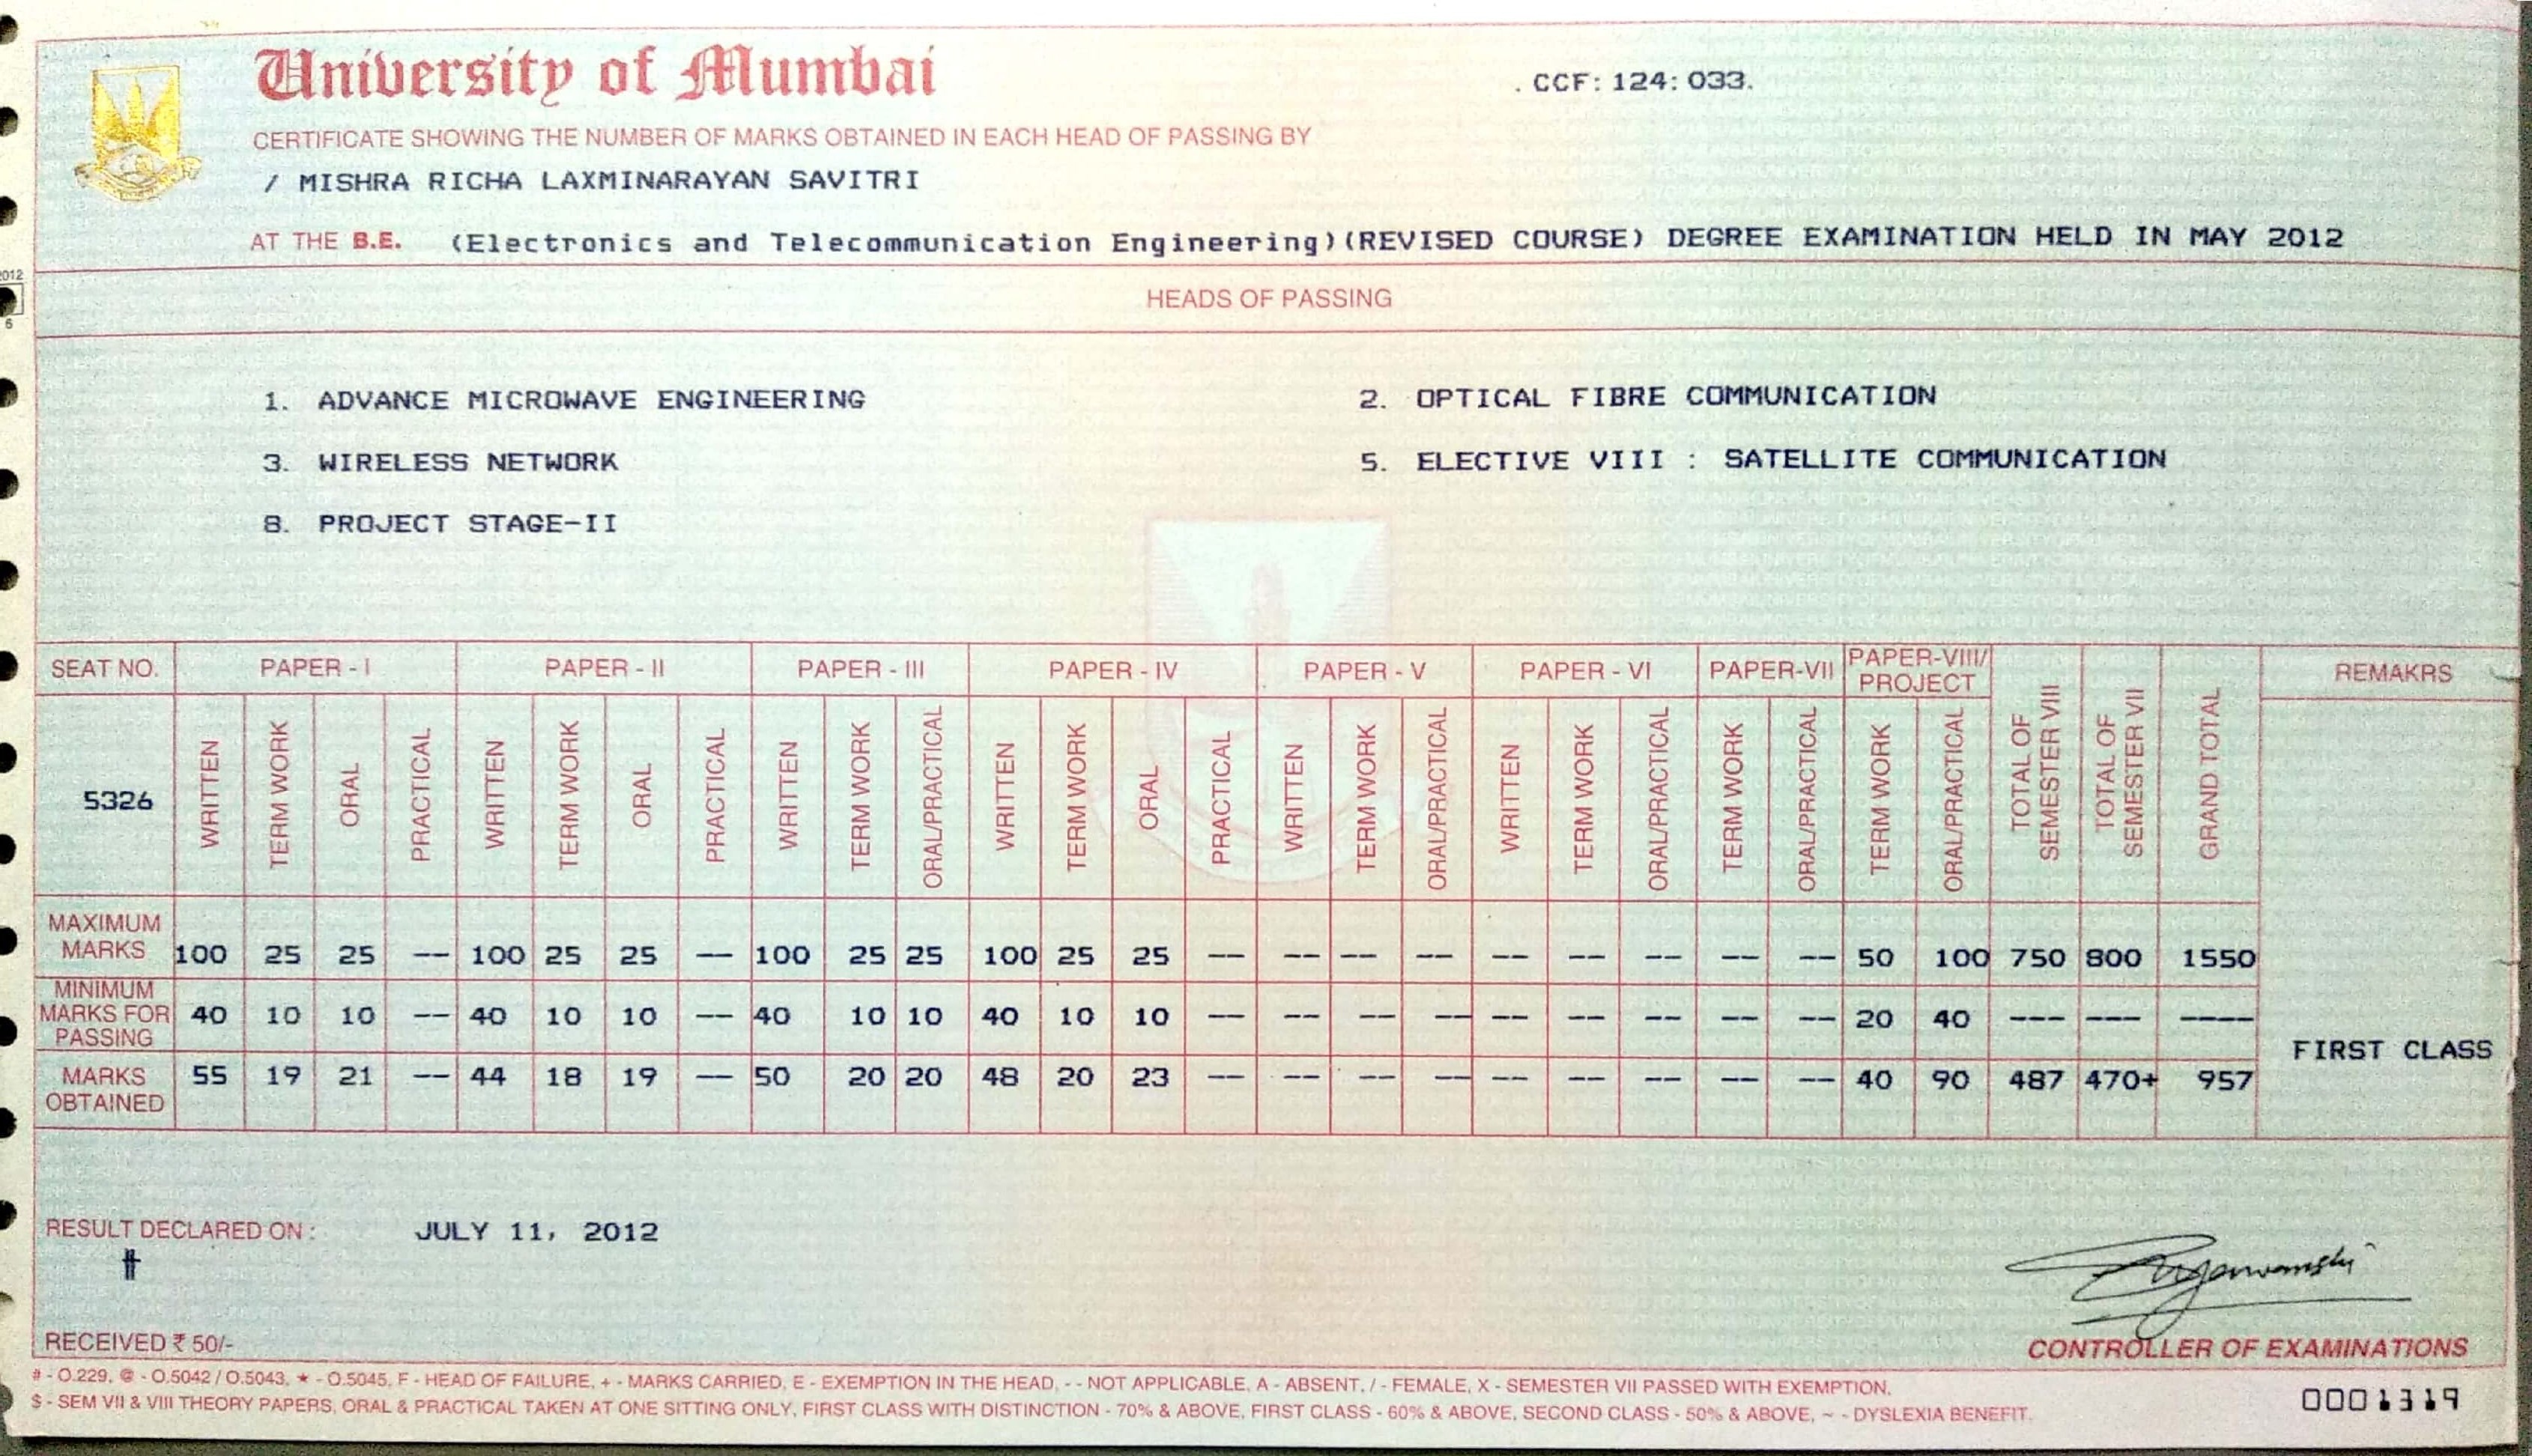 University of Mumbai
. CCF: 124: 033.
CERTIFICATE SHOWING THE NUMBER OF MARKS OBTAINED IN EACH HEAD OF PASSING BY
/ MISHRA RICHA LAXMINARAYAN SAVITRI
AT THE B.E. (Electronics and Telecommunication Engineering)(REVISED COURSE) DEGREE EXAMINATION HELD IN MAY 2012
2012
6
HEADS OF PASSING
1. ADVANCE MICROWAVE ENGINEERING 2. OPTICAL FIBRE COMMUNICATION
3. WIRELESS NETWORK 5. ELECTIVE VIII : SATELLITE COMMUNICATION
8. PROJECT STAGE-II
SEAT NO. PAPER - I PAPER - II PAPER - III PAPER - IV PAPER - V PAPER - VI PAPER-VII PAPER-VIII/ PROJECT TOTAL OF SEMESTER VIII TOTAL OF SEMESTER VII GRAND TOTAL REMAKRS
5326 WRITTEN TERM WORK ORAL PRACTICAL WRITTEN TERM WORK ORAL PRACTICAL WRITTEN TERM WORK ORAL/PRACTICAL WRITTEN TERM WORK ORAL PRACTICAL WRITTEN TERM WORK ORAL/PRACTICAL WRITTEN TERM WORK ORAL/PRACTICAL TERM WORK ORAL/PRACTICAL TERM WORK ORAL/PRACTICAL
MAXIMUM MARKS 100 25 25 -- 100 25 25 -- 100 25 25 100 25 25 -- -- -- -- -- -- -- -- -- 50 100 750 800 1550
MINIMUM MARKS FOR PASSING 40 10 10 -- 40 10 10 -- 40 10 10 40 10 10 -- -- -- -- -- -- -- -- -- 20 40 --- --- ----
MARKS OBTAINED 55 19 21 -- 44 18 19 -- 50 20 20 48 20 23 -- -- -- -- -- -- -- -- -- 40 90 487 470+ 957 FIRST CLASS
RESULT DECLARED ON : JULY 11, 2012
RECEIVED ₹ 50/-
CONTROLLER OF EXAMINATIONS
# - O.229, @ - O.5042 / O.5043, ★ - O.5045, F - HEAD OF FAILURE, + - MARKS CARRIED, E - EXEMPTION IN THE HEAD, - - NOT APPLICABLE, A - ABSENT, / - FEMALE, X - SEMESTER VII PASSED WITH EXEMPTION.
$ - SEM VII & VIII THEORY PAPERS, ORAL & PRACTICAL TAKEN AT ONE SITTING ONLY, FIRST CLASS WITH DISTINCTION - 70% & ABOVE, FIRST CLASS - 60% & ABOVE, SECOND CLASS - 50% & ABOVE, ~ - DYSLEXIA BENEFIT.
0001319